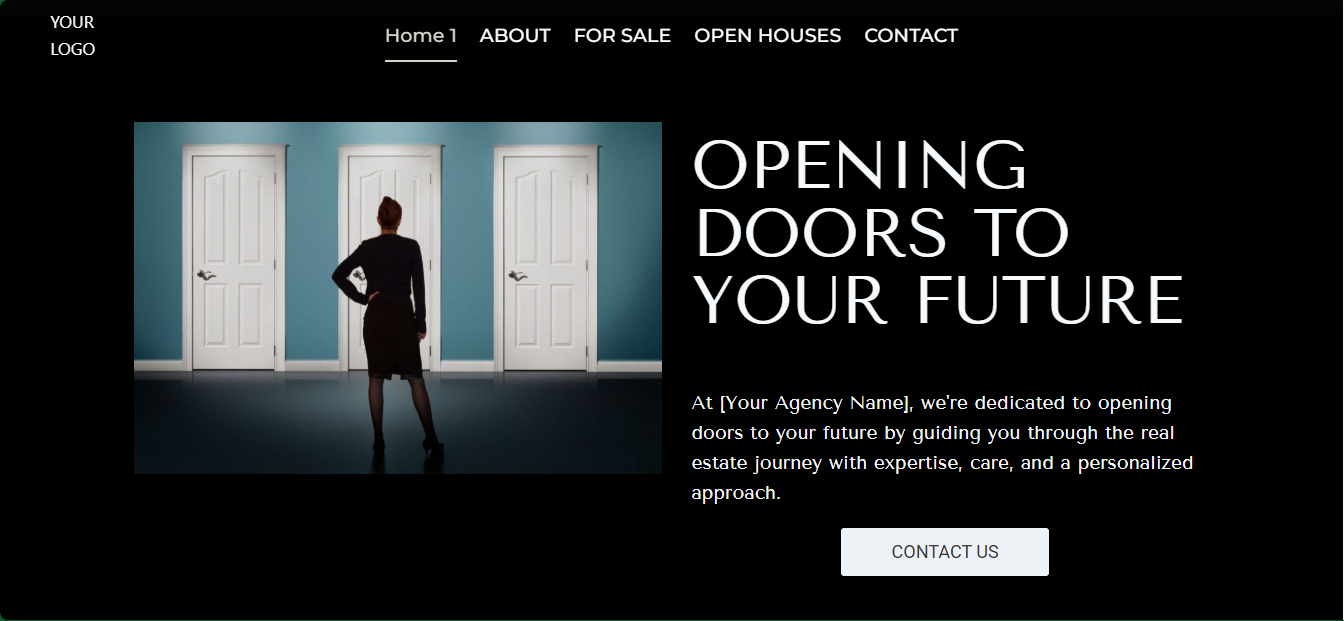 YOUR
LOGO
Home 1 ABOUT FOR SALE OPEN HOUSES CONTACT
OPENING
DOORS TO
YOUR FUTURE
At [Your Agency Name], we're dedicated to opening
doors to your future by guiding you through the real
estate journey with expertise, care, and a personalized
approach.
CONTACT US